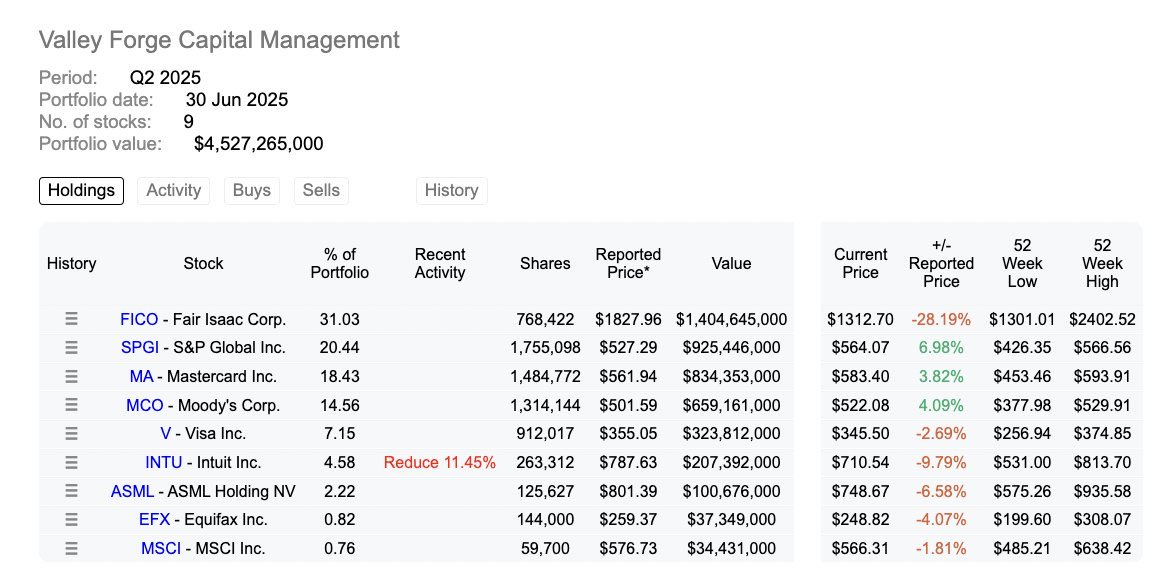 Valley Forge Capital Management
Period: Q2 2025
Portfolio date: 30 Jun 2025
No. of stocks: 9
Portfolio value: $4,527,265,000
Holdings Activity Buys Sells History
History Stock % of Portfolio Recent Activity Shares Reported Price* Value Current Price +/- Reported Price 52 Week Low 52 Week High
FICO - Fair Isaac Corp. 31.03 768,422 $1827.96 $1,404,645,000 $1312.70 -28.19% $1301.01 $2402.52
SPGI - S&P Global Inc. 20.44 1,755,098 $527.29 $925,446,000 $564.07 6.98% $426.35 $566.56
MA - Mastercard Inc. 18.43 1,484,772 $561.94 $834,353,000 $583.40 3.82% $453.46 $593.91
MCO - Moody's Corp. 14.56 1,314,144 $501.59 $659,161,000 $522.08 4.09% $377.98 $529.91
V - Visa Inc. 7.15 912,017 $355.05 $323,812,000 $345.50 -2.69% $256.94 $374.85
INTU - Intuit Inc. 4.58 Reduce 11.45% 263,312 $787.63 $207,392,000 $710.54 -9.79% $531.00 $813.70
ASML - ASML Holding NV 2.22 125,627 $801.39 $100,676,000 $748.67 -6.58% $575.26 $935.58
EFX - Equifax Inc. 0.82 144,000 $259.37 $37,349,000 $248.82 -4.07% $199.60 $308.07
MSCI - MSCI Inc. 0.76 59,700 $576.73 $34,431,000 $566.31 -1.81% $485.21 $638.42